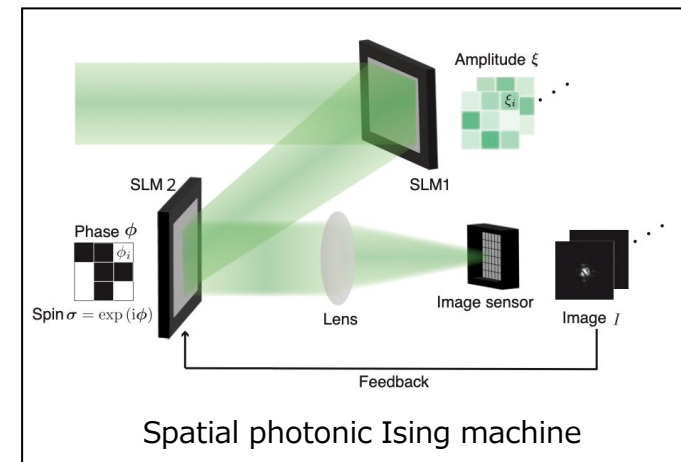 Amplitude ξ
ξᵢ
SLM1
SLM 2
Phase ϕ
ϕᵢ
Spin σ = exp (iϕ)
Lens
Image sensor
Image I
Feedback
Spatial photonic Ising machine